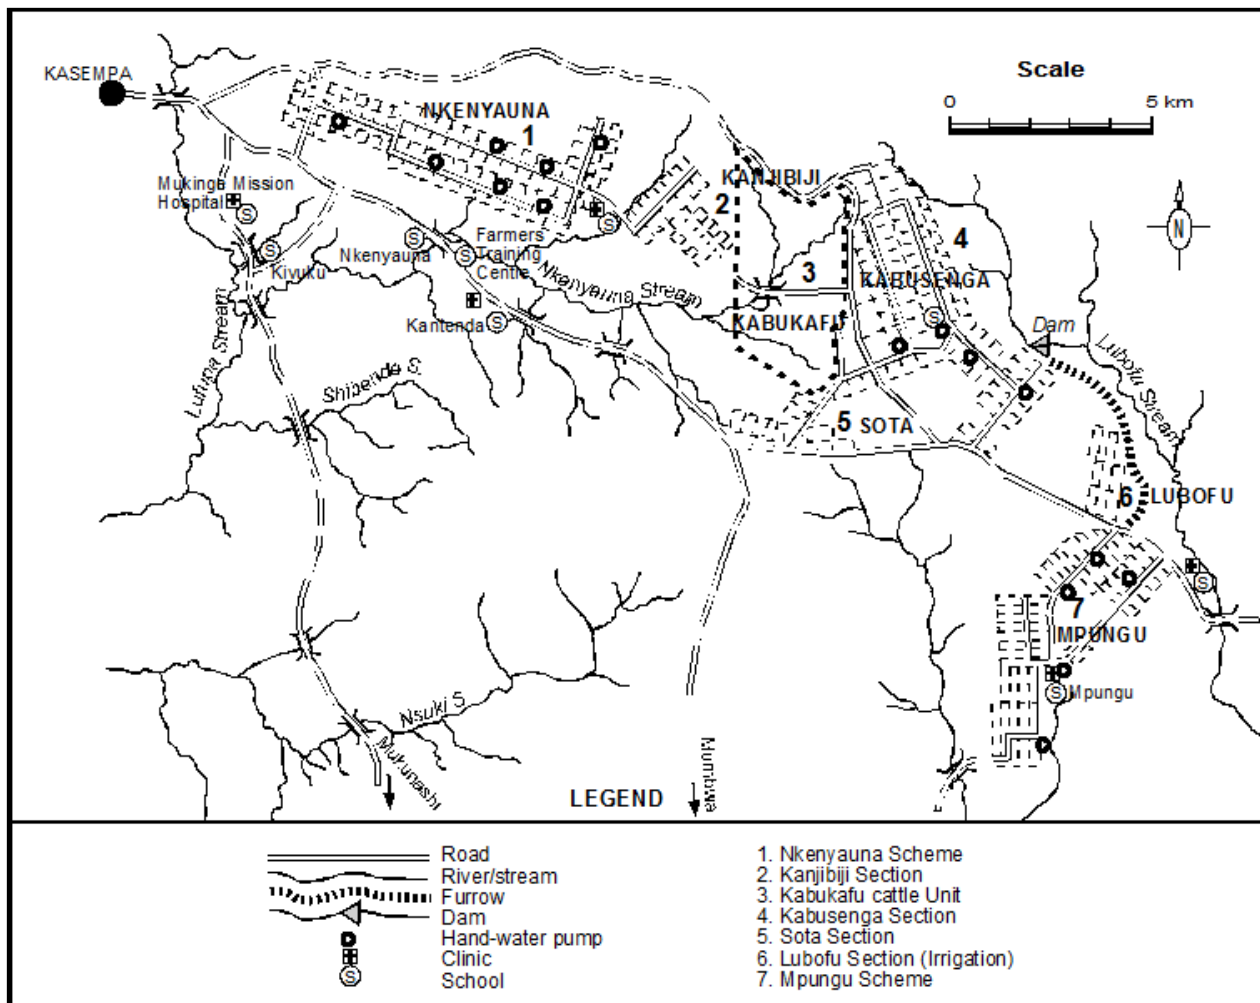 KASEMPA
Scale
0 5 km
NKENYAUNA
1
Mukinge Mission
Hospital
S
S
Kivuku
Nkenyauna
S
S
Farmers
Training
Centre
S
Kantenda
S
Nkenyauna Stream
KANJIBIJI
2
3
KABUKAFU
4
KABUSENGA
S
N
Dam
Lubofu Stream
Lufupa Stream
Shibende S.
5 SOTA
6 LUBOFU
S
7
MPUNGU
S Mpungu
Nsuki S
Mukunashi
Mumbwa
LEGEND
Road
River/stream
Furrow
Dam
Hand-water pump
Clinic
S School
1. Nkenyauna Scheme
2. Kanjibiji Section
3. Kabukafu cattle Unit
4. Kabusenga Section
5. Sota Section
6. Lubofu Section (Irrigation)
7. Mpungu Scheme